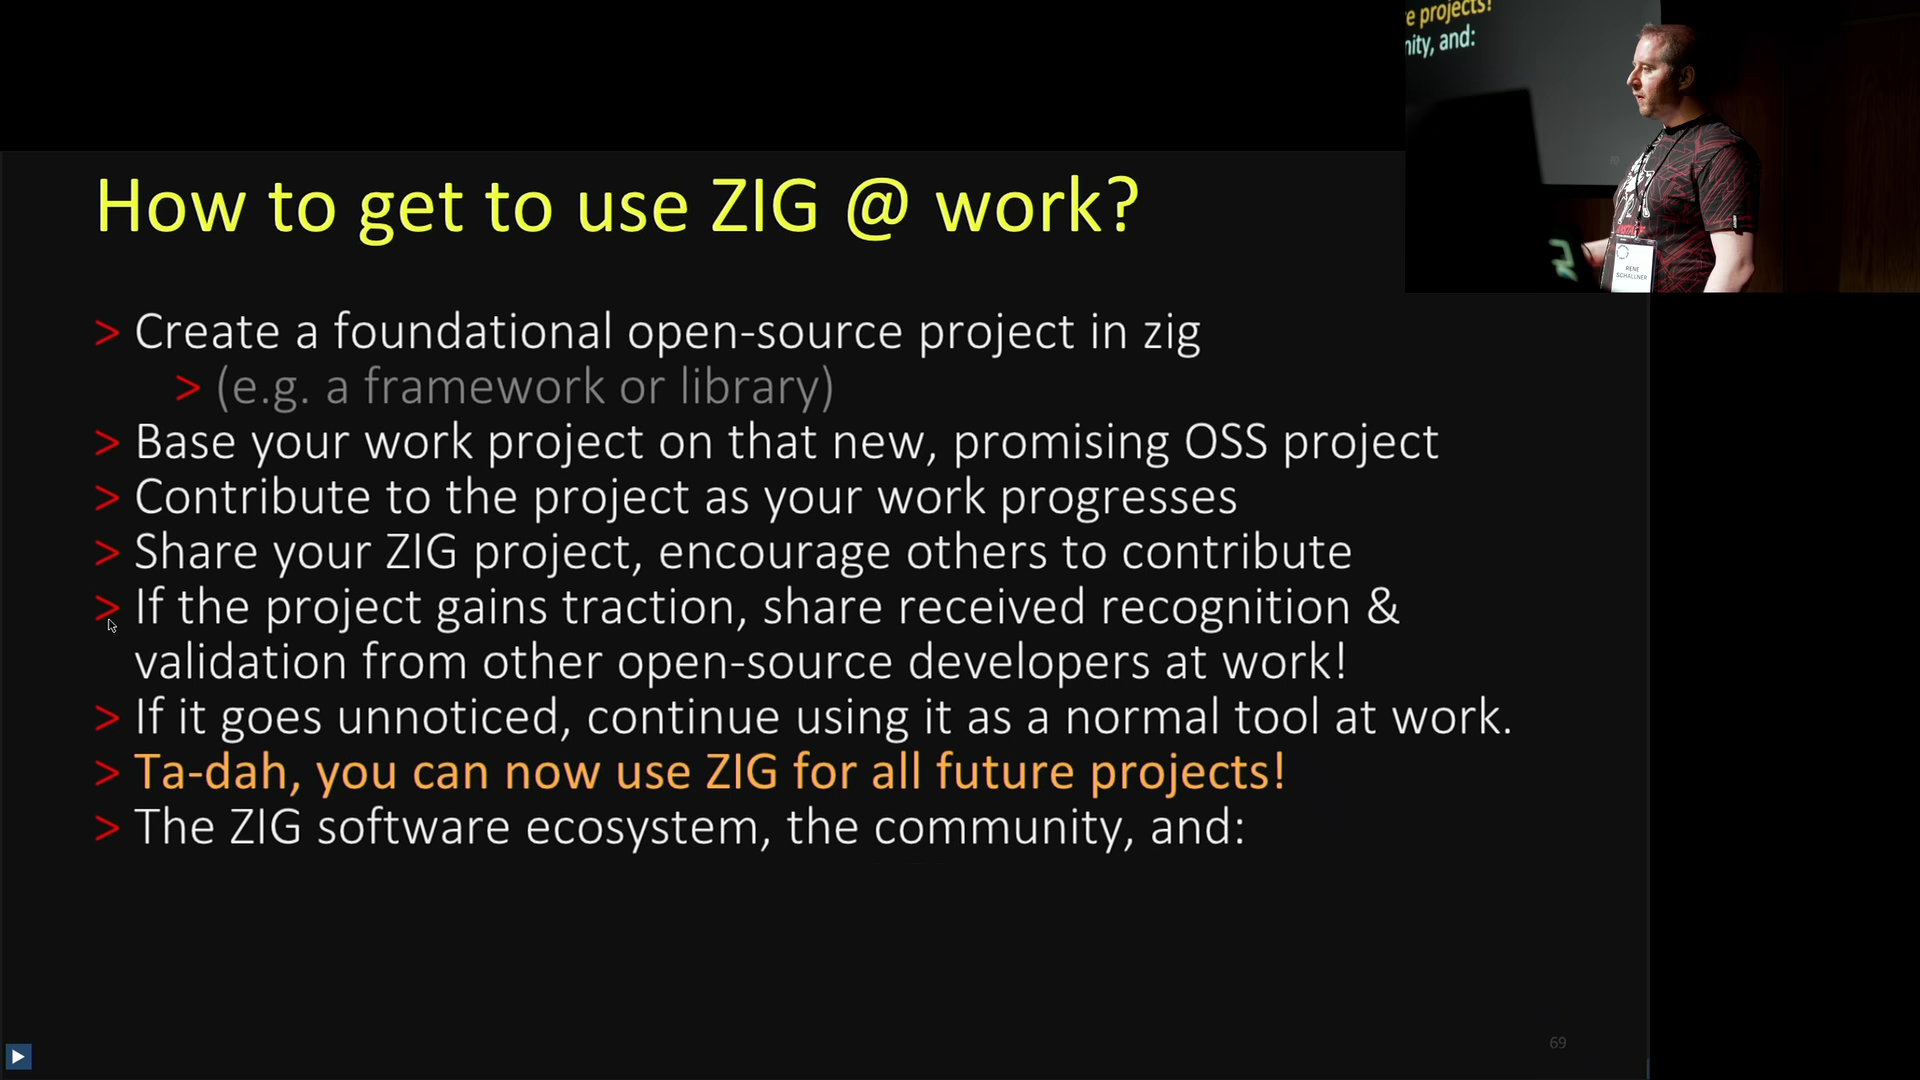 How to get to use ZIG @ work?
> Create a foundational open-source project in zig
> (e.g. a framework or library)
> Base your work project on that new, promising OSS project
> Contribute to the project as your work progresses
> Share your ZIG project, encourage others to contribute
> If the project gains traction, share received recognition &
validation from other open-source developers at work!
> If it goes unnoticed, continue using it as a normal tool at work.
> Ta-dah, you can now use ZIG for all future projects!
> The ZIG software ecosystem, the community, and:
69
e projects!
nity, and:
RENE
SCHALLNER